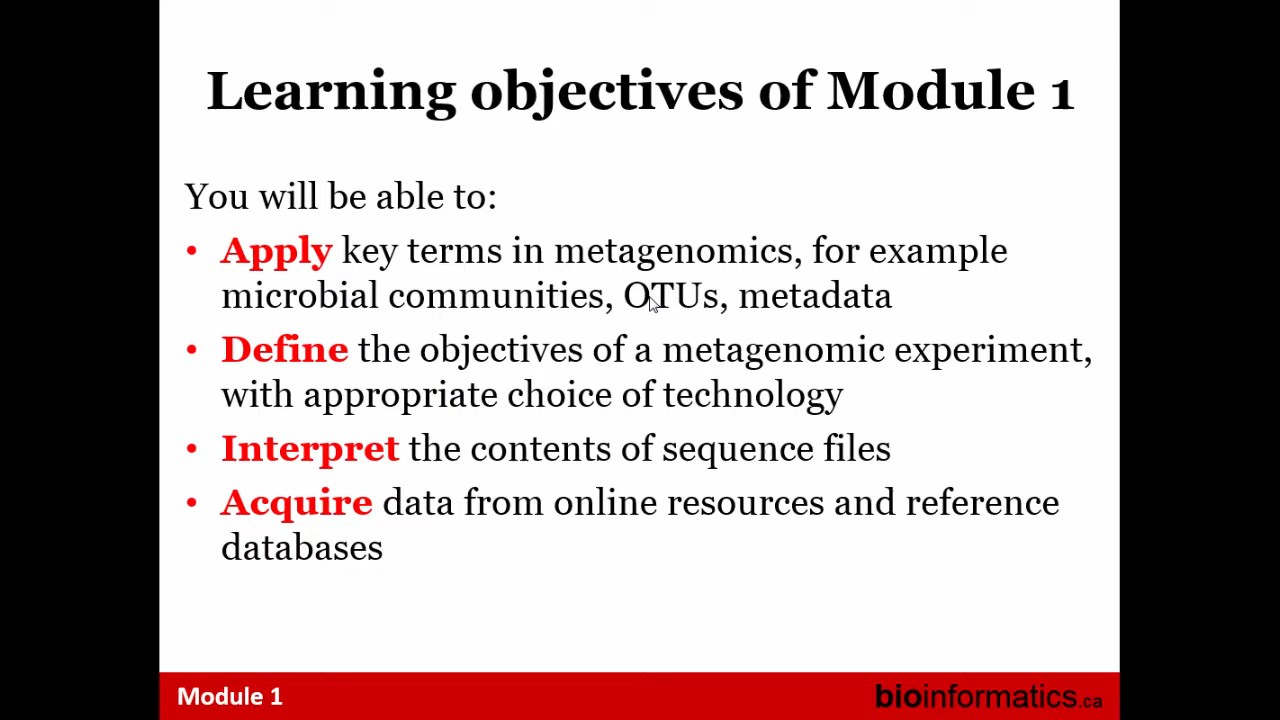 Learning objectives of Module 1
You will be able to:
• Apply key terms in metagenomics, for example
microbial communities, OTUs, metadata
• Define the objectives of a metagenomic experiment,
with appropriate choice of technology
• Interpret the contents of sequence files
• Acquire data from online resources and reference
databases
Module 1
bioinformatics.ca